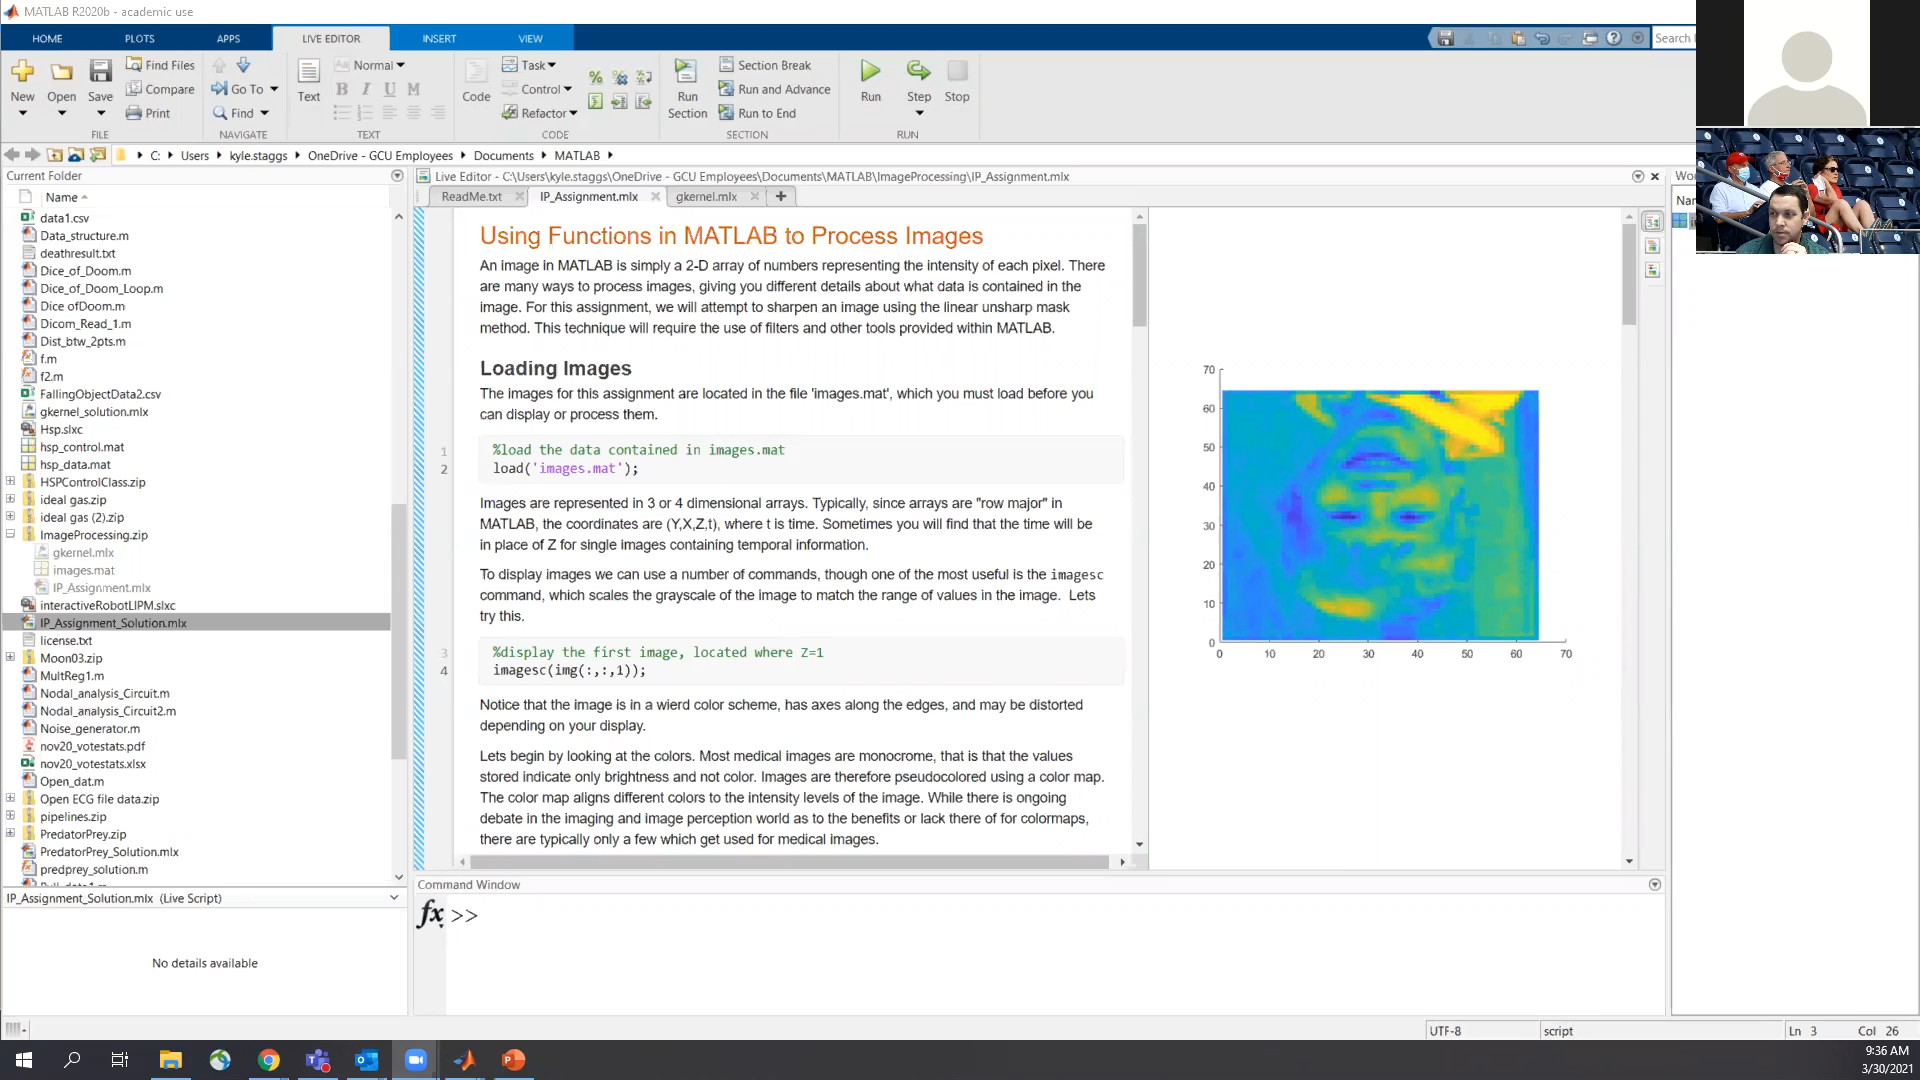 MATLAB R2020b - academic use
HOME PLOTS APPS LIVE EDITOR INSERT VIEW Search
New Open Save Find Files Compare Print
FILE
Go To Find
NAVIGATE
Text Normal B I U M
TEXT
Code Task Control Refactor
CODE
Run Section Section Break Run and Advance Run to End
SECTION
Run Step Stop
RUN
C: Users kyle.staggs OneDrive - GCU Employees Documents MATLAB
Current Folder
Name
data1.csv
Data_structure.m
deathresult.txt
Dice_of_Doom.m
Dice_of_Doom_Loop.m
Dice ofDoom.m
Dicom_Read_1.m
Dist_btw_2pts.m
f.m
f2.m
FallingObjectData2.csv
gkernel_solution.mlx
Hsp.slxc
hsp_control.mat
hsp_data.mat
HSPControlClass.zip
ideal gas.zip
ideal gas (2).zip
ImageProcessing.zip
gkernel.mlx
images.mat
IP_Assignment.mlx
interactiveRobotLIPM.slxc
IP_Assignment_Solution.mlx
license.txt
Moon03.zip
MultReg1.m
Nodal_analysis_Circuit.m
Nodal_analysis_Circuit2.m
Noise_generator.m
nov20_votestats.pdf
nov20_votestats.xlsx
Open_dat.m
Open ECG file data.zip
pipelines.zip
PredatorPrey.zip
PredatorPrey_Solution.mlx
predprey_solution.m
IP_Assignment_Solution.mlx (Live Script)
No details available
Live Editor - C:\Users\kyle.staggs\OneDrive - GCU Employees\Documents\MATLAB\ImageProcessing\IP_Assignment.mlx
ReadMe.txt IP_Assignment.mlx gkernel.mlx
Using Functions in MATLAB to Process Images
An image in MATLAB is simply a 2-D array of numbers representing the intensity of each pixel. There
are many ways to process images, giving you different details about what data is contained in the
image. For this assignment, we will attempt to sharpen an image using the linear unsharp mask
method. This technique will require the use of filters and other tools provided within MATLAB.
Loading Images
The images for this assignment are located in the file 'images.mat', which you must load before you
can display or process them.
1 %load the data contained in images.mat
2 load('images.mat');
Images are represented in 3 or 4 dimensional arrays. Typically, since arrays are "row major" in
MATLAB, the coordinates are (Y,X,Z,t), where t is time. Sometimes you will find that the time will be
in place of Z for single images containing temporal information.
To display images we can use a number of commands, though one of the most useful is the imagesc
command, which scales the grayscale of the image to match the range of values in the image. Lets
try this.
3 %display the first image, located where Z=1
4 imagesc(img(:,:,1));
Notice that the image is in a wierd color scheme, has axes along the edges, and may be distorted
depending on your display.
Lets begin by looking at the colors. Most medical images are monocrome, that is that the values
stored indicate only brightness and not color. Images are therefore pseudocolored using a color map.
The color map aligns different colors to the intensity levels of the image. While there is ongoing
debate in the imaging and image perception world as to the benefits or lack there of for colormaps,
there are typically only a few which get used for medical images.
70
60
50
40
30
20
10
0
0 10 20 30 40 50 60 70
Command Window
fx >>
UTF-8 script Ln 3 Col 26
9:36 AM
3/30/2021